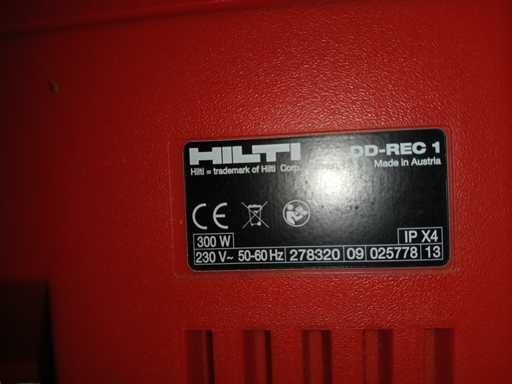 HILTI DD-REC 1
Hilti = trademark of Hilti Corp. Made in Austria
CE
300 W IP X4
230 V~ 50-60 Hz 278320 09 025778 13